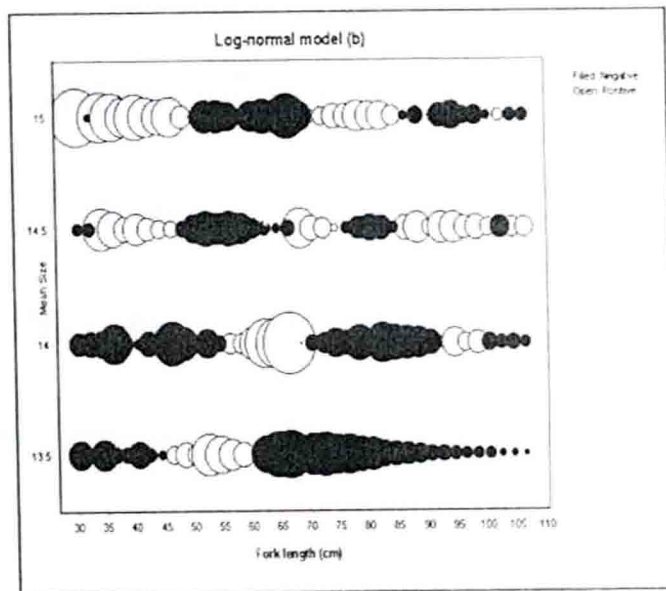 Log-normal model (b)
Filled Negative
Open Positive
15
14.5
14
13.5
Mesh Size
30 35 40 45 50 55 60 65 70 75 80 85 90 95 100 105 110
Fork length (cm)